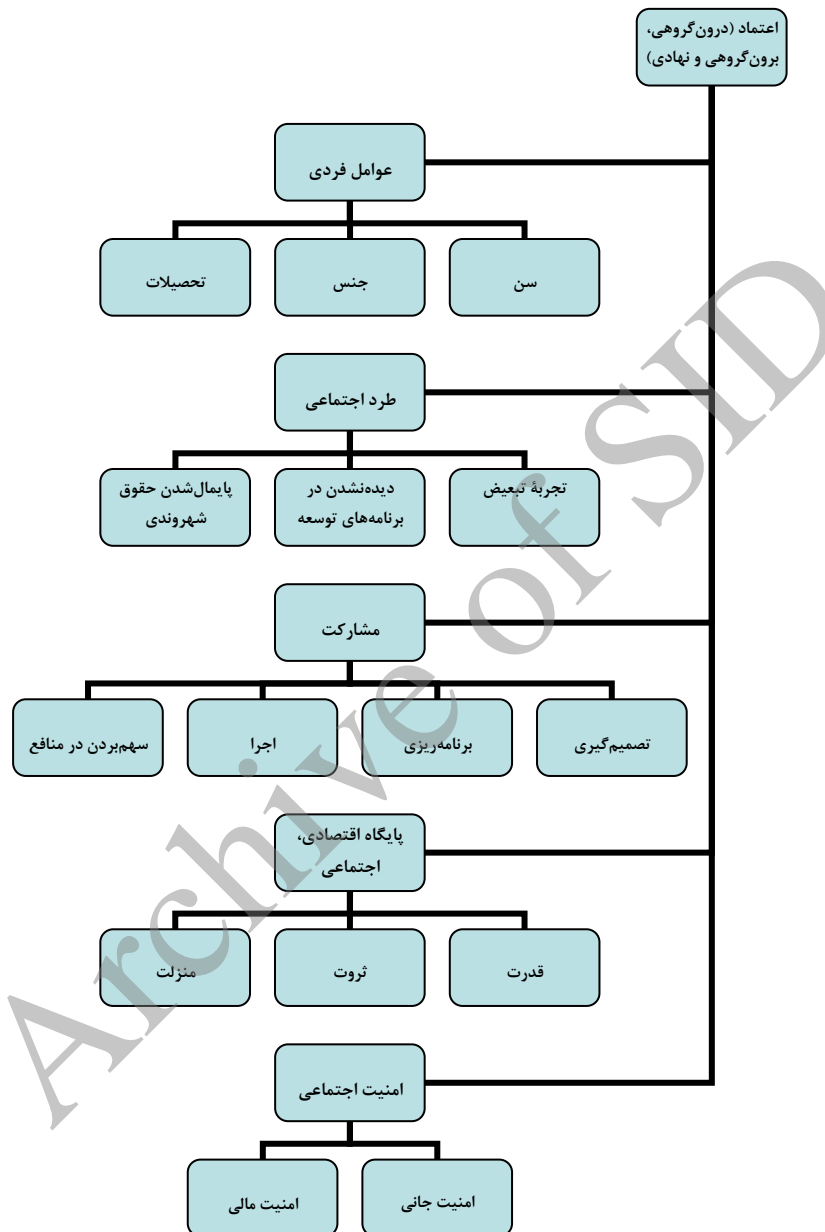 اعتماد (درون‌گروهی،
برون‌گروهی و نهادی)
عوامل فردی
سن
جنس
تحصیلات
طرد اجتماعی
تجربۀ تبعیض
دیده‌نشدن در
برنامه‌های توسعه
پایمال‌شدن حقوق
شهروندی
مشارکت
تصمیم‌گیری
برنامه‌ریزی
اجرا
سهم‌بردن در منافع
پایگاه اقتصادی،
اجتماعی
قدرت
ثروت
منزلت
امنیت اجتماعی
امنیت جانی
امنیت مالی
Archive of SID